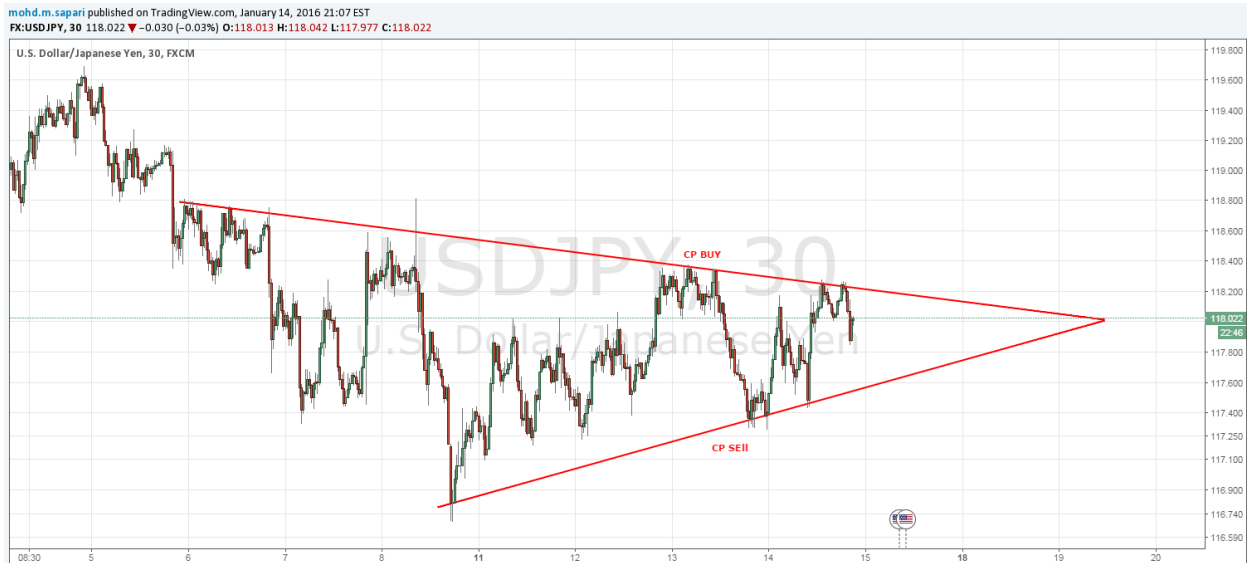 mohd.m.sapari published on TradingView.com, January 14, 2016 21:07 EST
FX:USDJPY, 30 118.022 ▼ −0.030 (−0.03%) O:118.013 H:118.042 L:117.977 C:118.022
U.S. Dollar/Japanese Yen, 30, FXCM
119.800
119.600
119.400
119.200
119.000
118.800
118.600
USDJPY, 30
118.400
CP BUY
118.200
118.022
22:46
U.S. Dollar/Japanese Yen
117.800
117.600
117.400
CP SEll
117.250
117.100
116.900
116.740
116.590
08:30 5 6 7 8 11 12 13 14 15 18 19 20